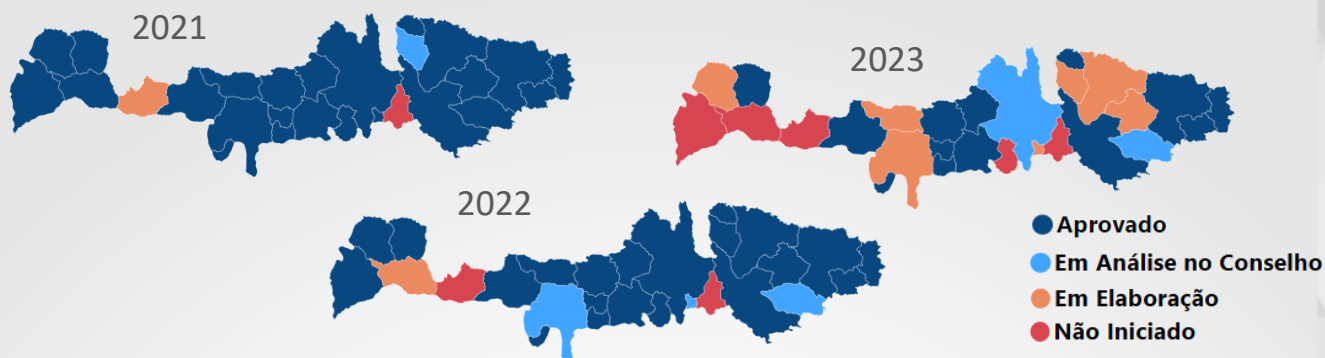 2021
2023
2022
Aprovado
Em Análise no Conselho
Em Elaboração
Não Iniciado